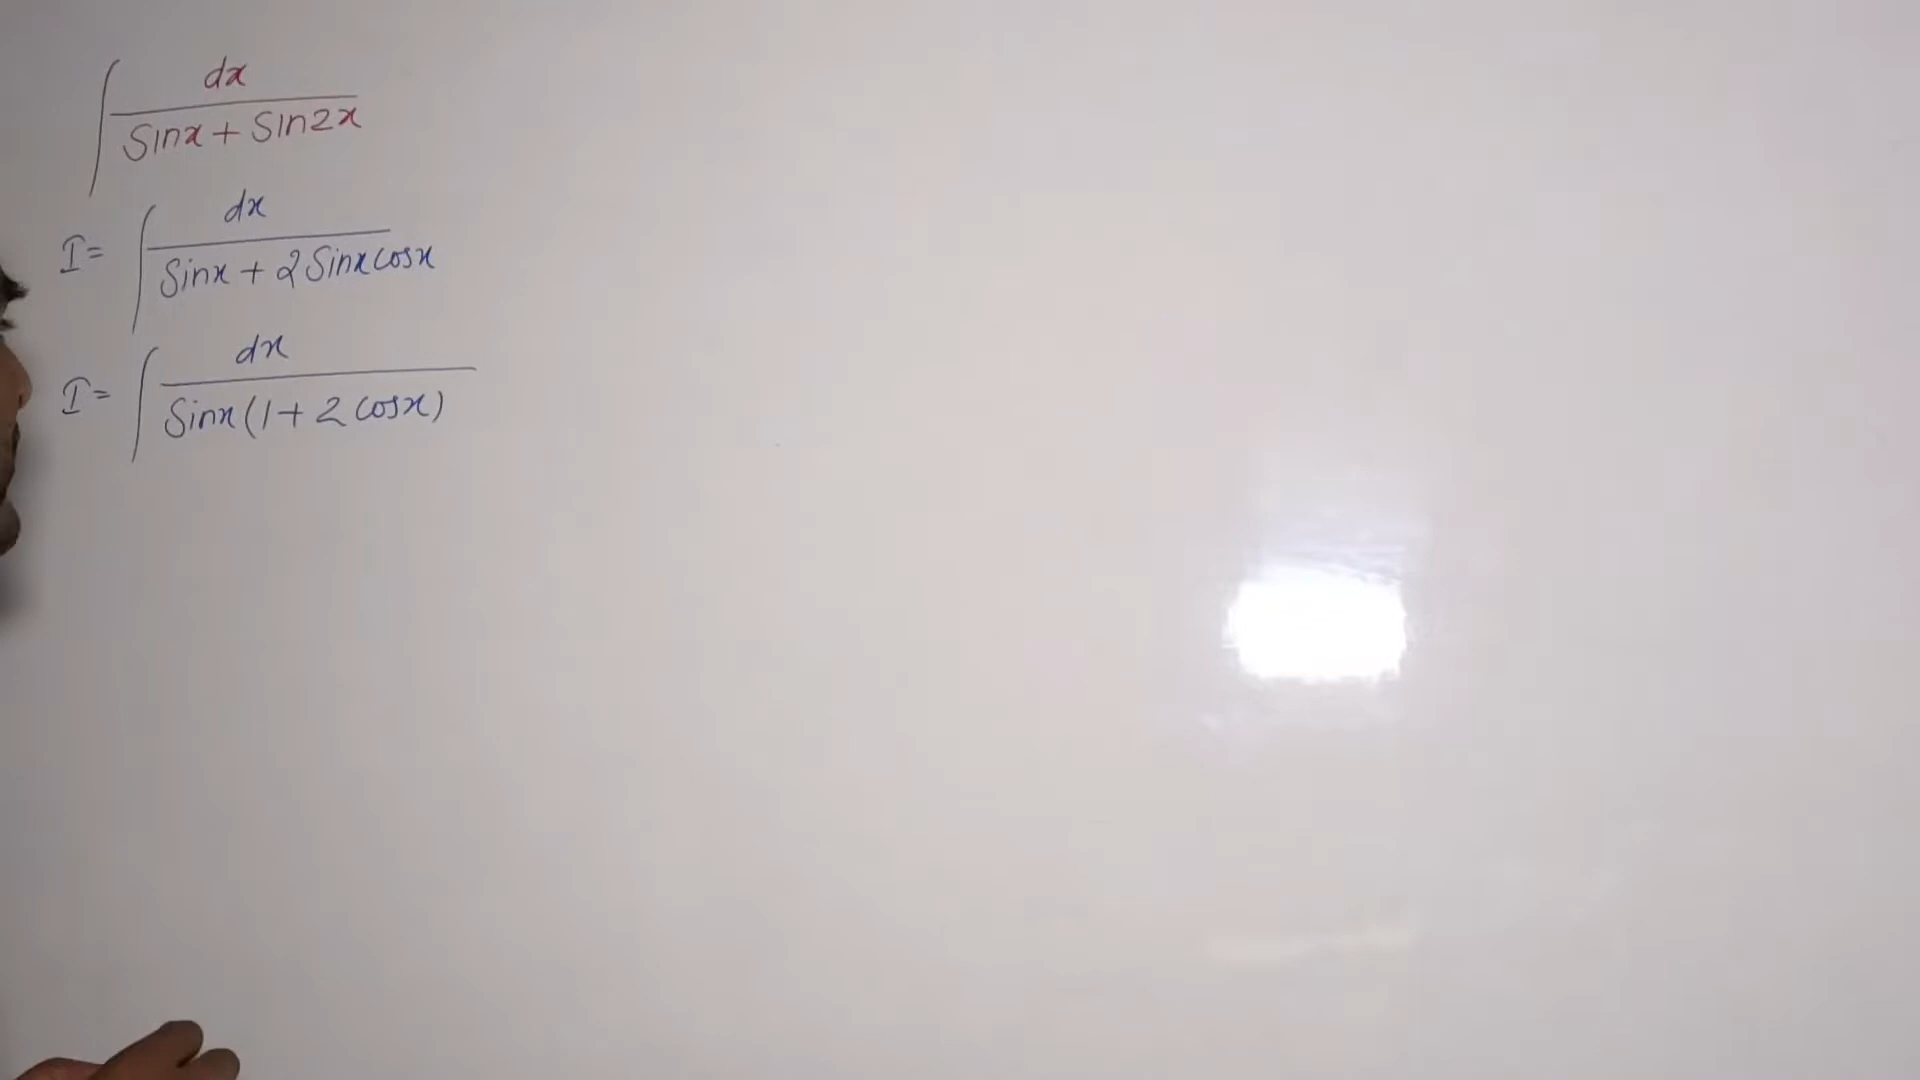 ∫ dx / (Sinx + Sin2x)
I = ∫ dx / (Sinx + 2 Sinx cosx)
I = ∫ dx / (Sinx (1 + 2 cosx))